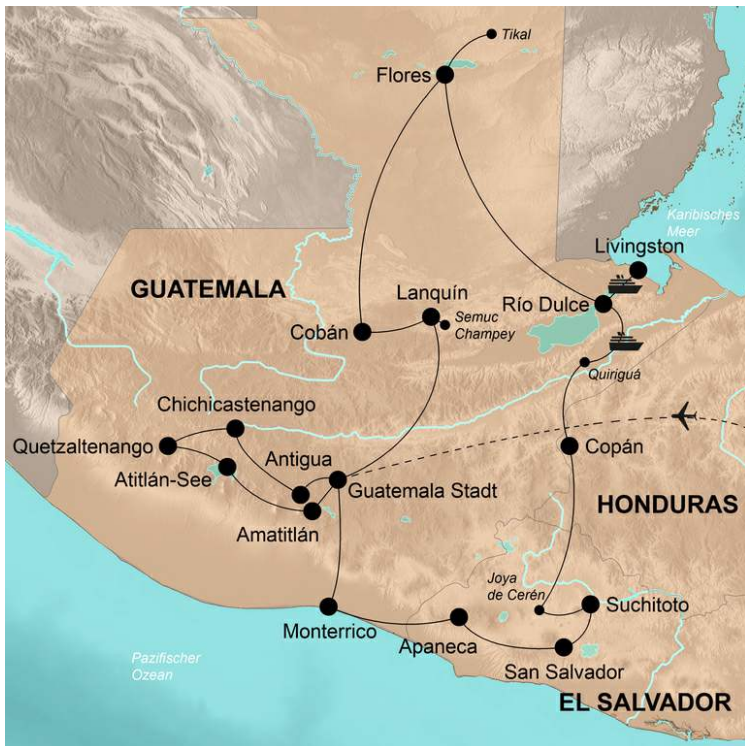 Tikal
Flores
Karibisches
Meer
Livingston
GUATEMALA
Lanquín
Río Dulce
Cobán
Semuc
Champey
Quiriguá
Chichicastenango
Quetzaltenango
Antigua
Copán
Atitlán-See
Guatemala Stadt
HONDURAS
Amatitlán
Joya
de Cerén
Suchitoto
Monterrico
Apaneca
Pazifischer
Ozean
San Salvador
EL SALVADOR